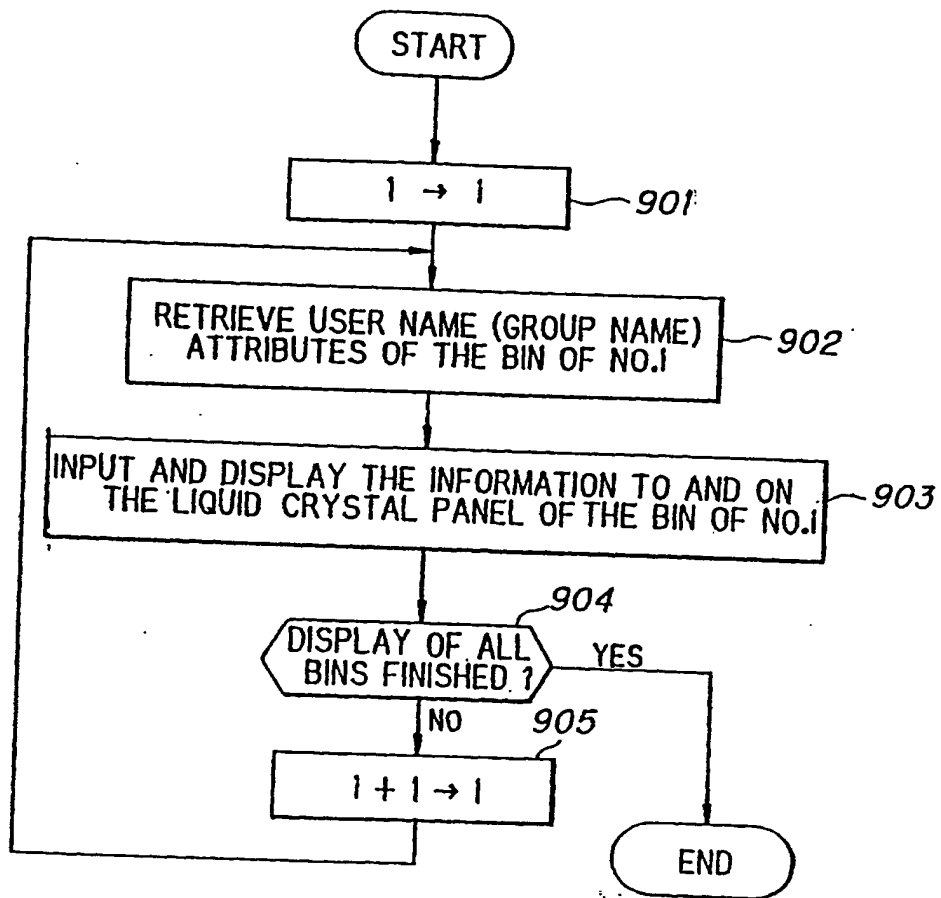 START
1 → 1
901
RETRIEVE USER NAME (GROUP NAME)
ATTRIBUTES OF THE BIN OF NO.1
902
INPUT AND DISPLAY THE INFORMATION TO AND ON
THE LIQUID CRYSTAL PANEL OF THE BIN OF NO.1
903
904
DISPLAY OF ALL
BINS FINISHED ?
YES
NO
905
1 + 1 → 1
END